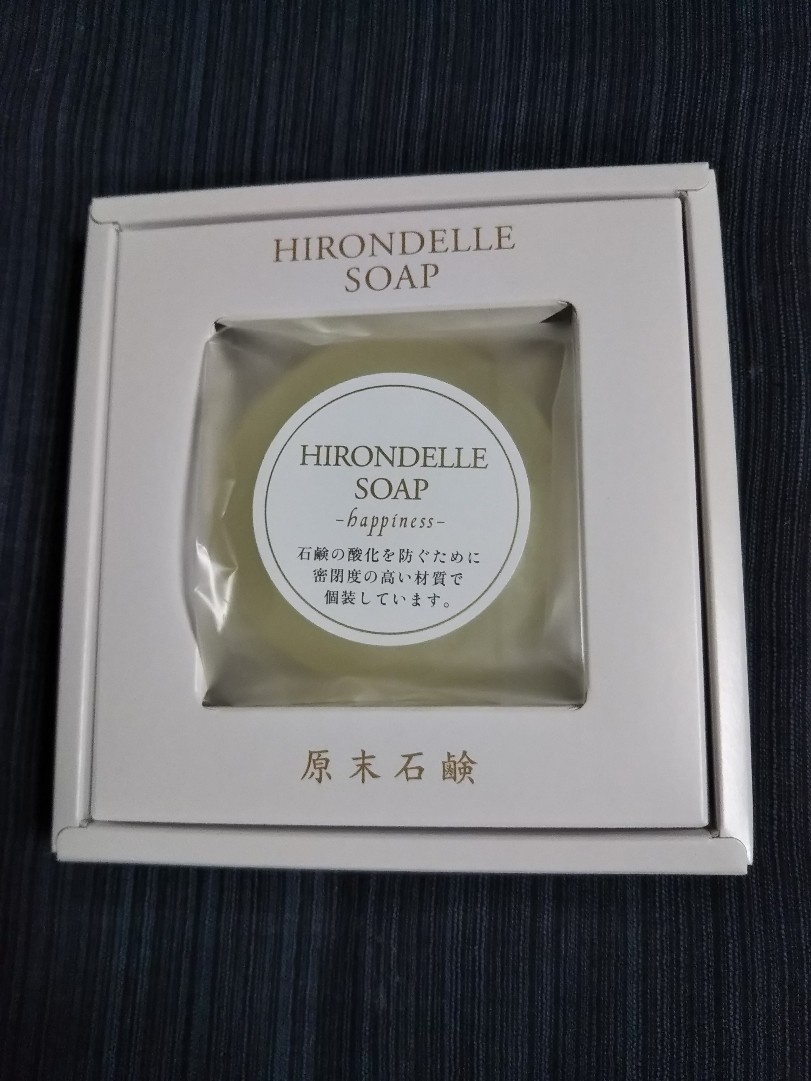 HIRONDELLE
SOAP
HIRONDELLE
SOAP
-happiness-
石鹸の酸化を防ぐために
密閉度の高い材質で
個装しています。
原末石鹸